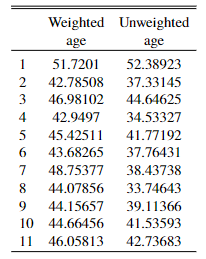 Weighted Unweighted
age age
1 51.7201 52.38923
2 42.78508 37.33145
3 46.98102 44.64625
4 42.9497 34.53327
5 45.42511 41.77192
6 43.68265 37.76431
7 48.75377 38.43738
8 44.07856 33.74643
9 44.15657 39.11366
10 44.66456 41.53593
11 46.05813 42.73683